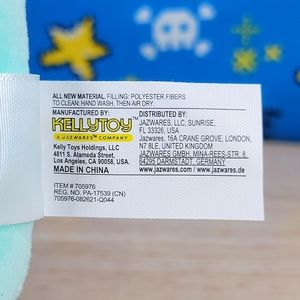 ALL NEW MATERIAL. FILLING: POLYESTER FIBERS
TO CLEAN: HAND WASH, THEN AIR DRY.
MANUFACTURED BY:
KELLYTOY™
A JAZWARES™ COMPANY
Kelly Toys Holdings, LLC
4811 S. Alameda Street,
Los Angeles, CA 90058, USA
MADE IN CHINA
DISTRIBUTED BY:
JAZWARES, LLC, SUNRISE,
FL 33326, USA
Jazwares, 16A CRANE GROVE, LONDON,
N7 8LE, UNITED KINGDOM
JAZWARES GMBH, MINA-REES-STR. 8,
64295 DARMSTADT, GERMANY
www.jazwares.com / www.jazwares.de
ITEM # 705976
REG. NO. PA-17539 (CN)
705976-082621-Q044